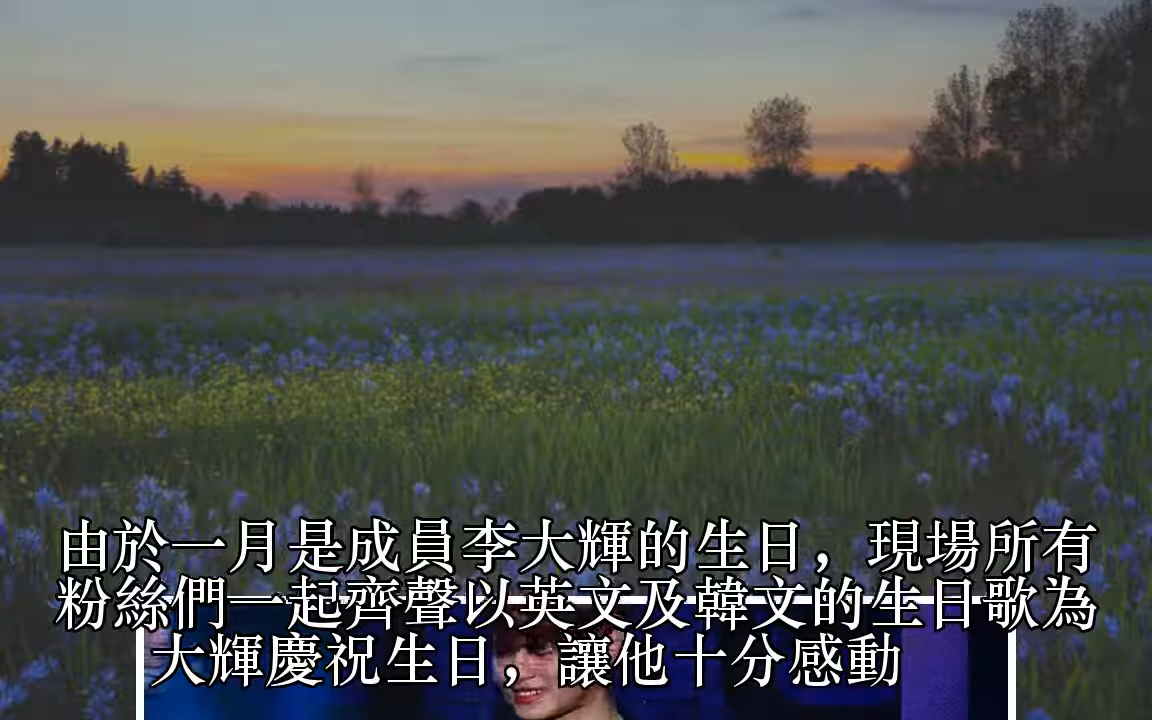 由於一月是成員李大輝的生日，現場所有
粉絲們一起齊聲以英文及韓文的生日歌為
大輝慶祝生日，讓他十分感動